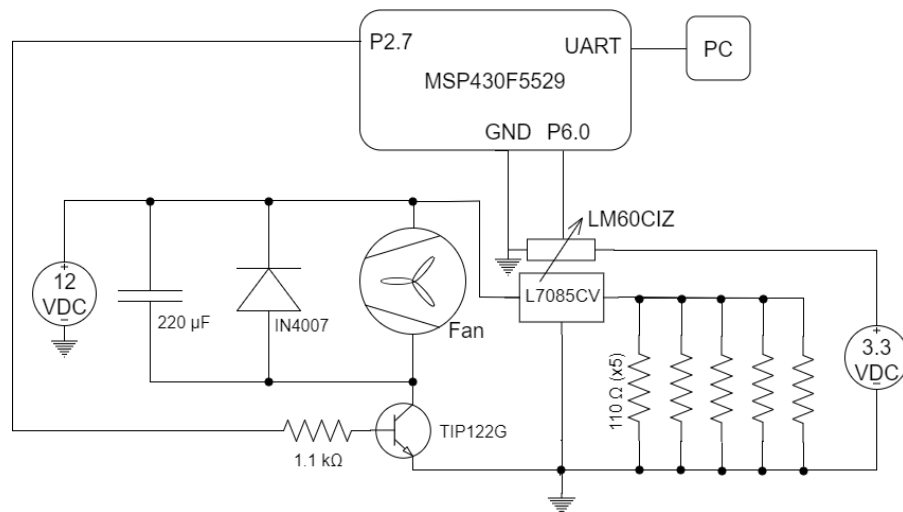 P2.7
UART
PC
MSP430F5529
GND
P6.0
LM60CIZ
12
VDC
220 µF
IN4007
Fan
L7085CV
3.3
VDC
110 Ω (x5)
TIP122G
1.1 kΩ